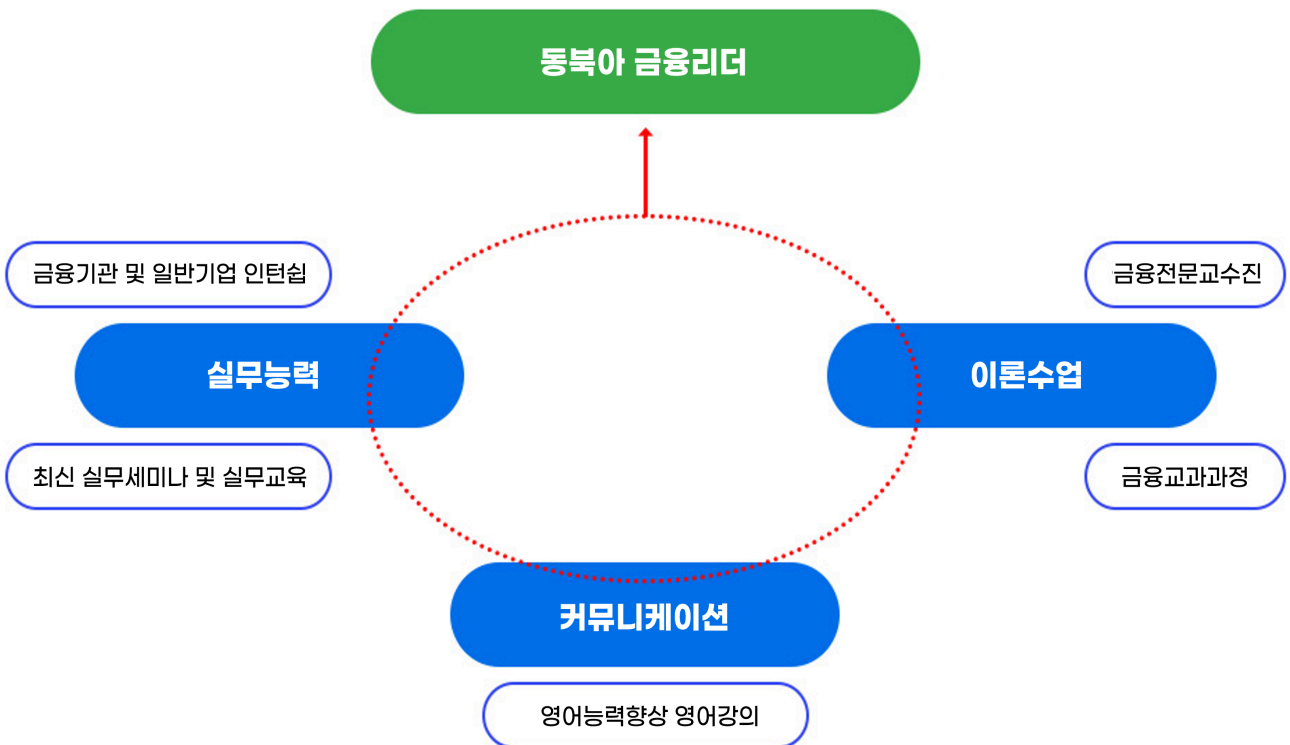 동북아 금융리더
금융기관 및 일반기업 인턴쉽
금융전문교수진
실무능력
이론수업
최신 실무세미나 및 실무교육
금융교과과정
커뮤니케이션
영어능력향상 영어강의